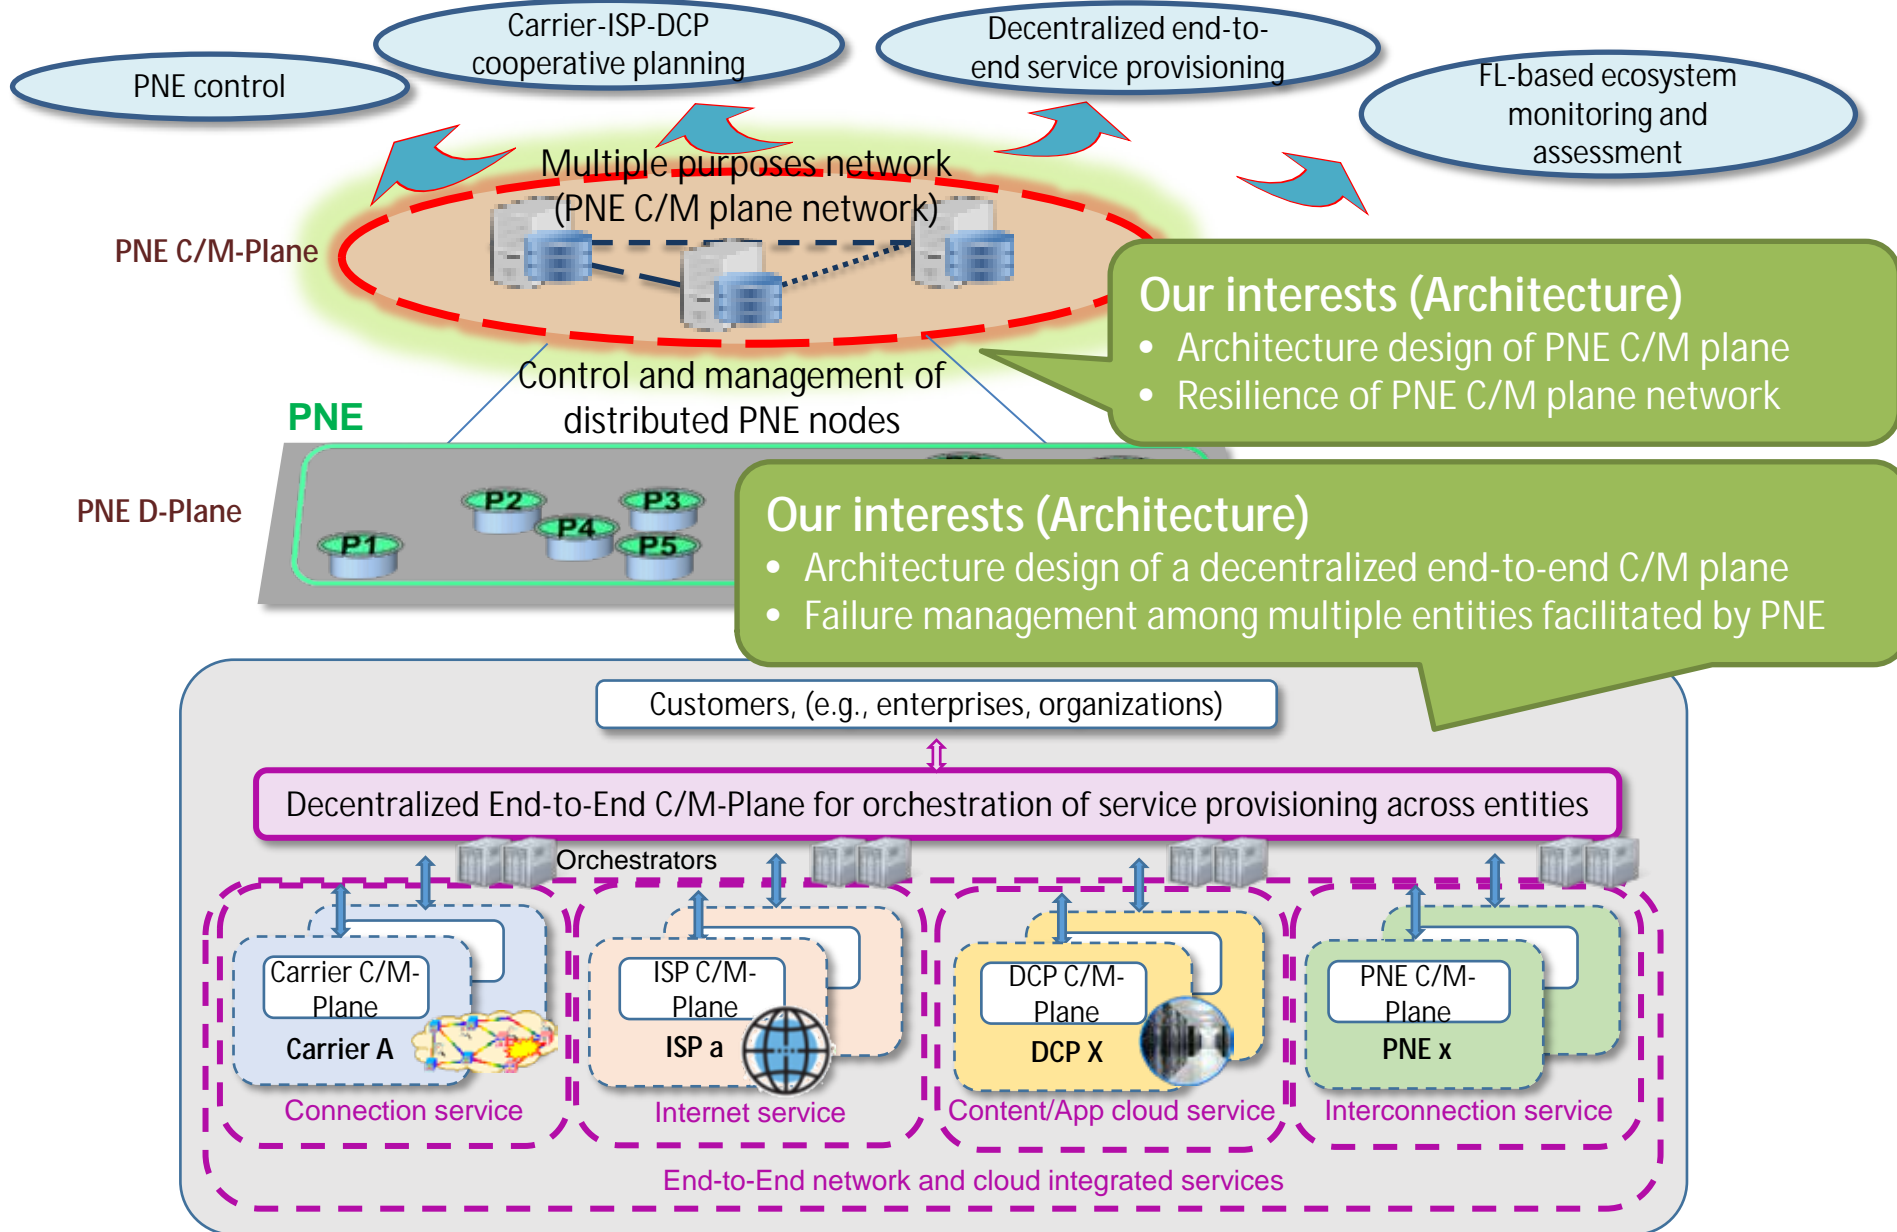 Carrier-ISP-DCP
cooperative planning
Decentralized end-to-
end service provisioning
PNE control
FL-based ecosystem
monitoring and
assessment
Multiple purposes network
(PNE C/M plane network)
PNE C/M-Plane
Our interests (Architecture)
• Architecture design of PNE C/M plane
• Resilience of PNE C/M plane network
Control and management of
distributed PNE nodes
PNE
PNE D-Plane
P1
P2
P3
P4
P5
Our interests (Architecture)
• Architecture design of a decentralized end-to-end C/M plane
• Failure management among multiple entities facilitated by PNE
Customers, (e.g., enterprises, organizations)
Decentralized End-to-End C/M-Plane for orchestration of service provisioning across entities
Orchestrators
Carrier C/M-
Plane
Carrier A
Connection service
ISP C/M-
Plane
ISP a
Internet service
DCP C/M-
Plane
DCP X
Content/App cloud service
PNE C/M-
Plane
PNE x
Interconnection service
End-to-End network and cloud integrated services